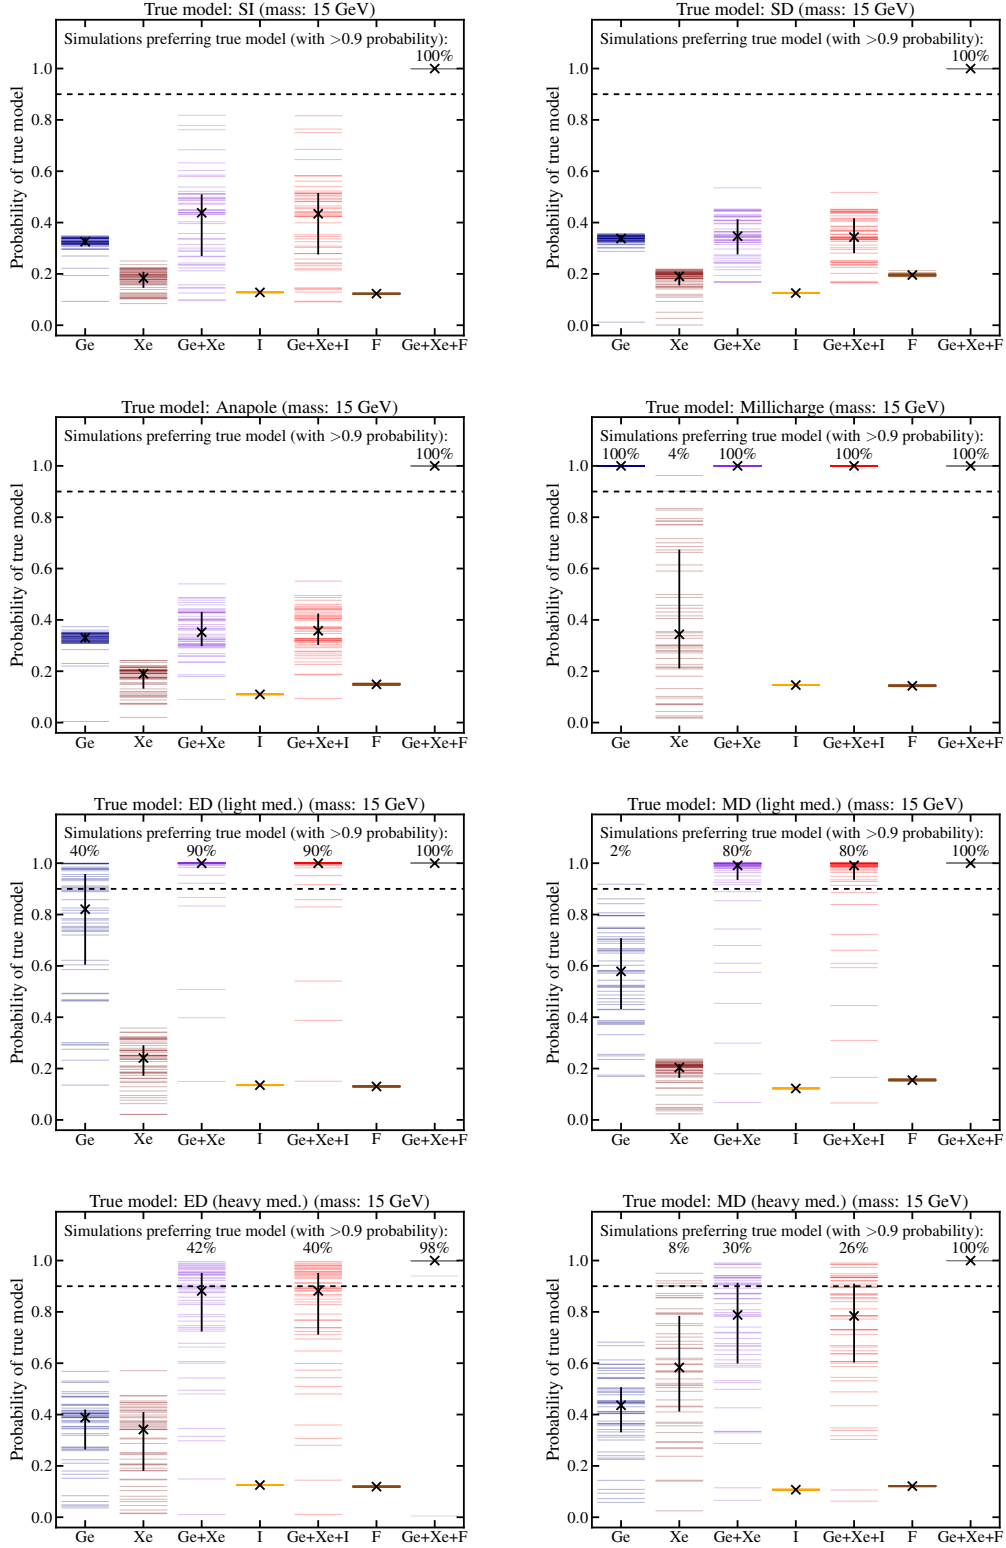 True model: SI (mass: 15 GeV)
Simulations preferring true model (with >0.9 probability):
100%
Probability of true model
1.0
0.8
0.6
0.4
0.2
0.0
Ge Xe Ge+Xe I Ge+Xe+I F Ge+Xe+F
True model: SD (mass: 15 GeV)
Simulations preferring true model (with >0.9 probability):
100%
Probability of true model
1.0
0.8
0.6
0.4
0.2
0.0
Ge Xe Ge+Xe I Ge+Xe+I F Ge+Xe+F
True model: Anapole (mass: 15 GeV)
Simulations preferring true model (with >0.9 probability):
100%
Probability of true model
1.0
0.8
0.6
0.4
0.2
0.0
Ge Xe Ge+Xe I Ge+Xe+I F Ge+Xe+F
True model: Millicharge (mass: 15 GeV)
Simulations preferring true model (with >0.9 probability):
100% 4% 100% 100% 100%
Probability of true model
1.0
0.8
0.6
0.4
0.2
0.0
Ge Xe Ge+Xe I Ge+Xe+I F Ge+Xe+F
True model: ED (light med.) (mass: 15 GeV)
Simulations preferring true model (with >0.9 probability):
40% 90% 90% 100%
Probability of true model
1.0
0.8
0.6
0.4
0.2
0.0
Ge Xe Ge+Xe I Ge+Xe+I F Ge+Xe+F
True model: MD (light med.) (mass: 15 GeV)
Simulations preferring true model (with >0.9 probability):
2% 80% 80% 100%
Probability of true model
1.0
0.8
0.6
0.4
0.2
0.0
Ge Xe Ge+Xe I Ge+Xe+I F Ge+Xe+F
True model: ED (heavy med.) (mass: 15 GeV)
Simulations preferring true model (with >0.9 probability):
42% 40% 98%
Probability of true model
1.0
0.8
0.6
0.4
0.2
0.0
Ge Xe Ge+Xe I Ge+Xe+I F Ge+Xe+F
True model: MD (heavy med.) (mass: 15 GeV)
Simulations preferring true model (with >0.9 probability):
8% 30% 26% 100%
Probability of true model
1.0
0.8
0.6
0.4
0.2
0.0
Ge Xe Ge+Xe I Ge+Xe+I F Ge+Xe+F